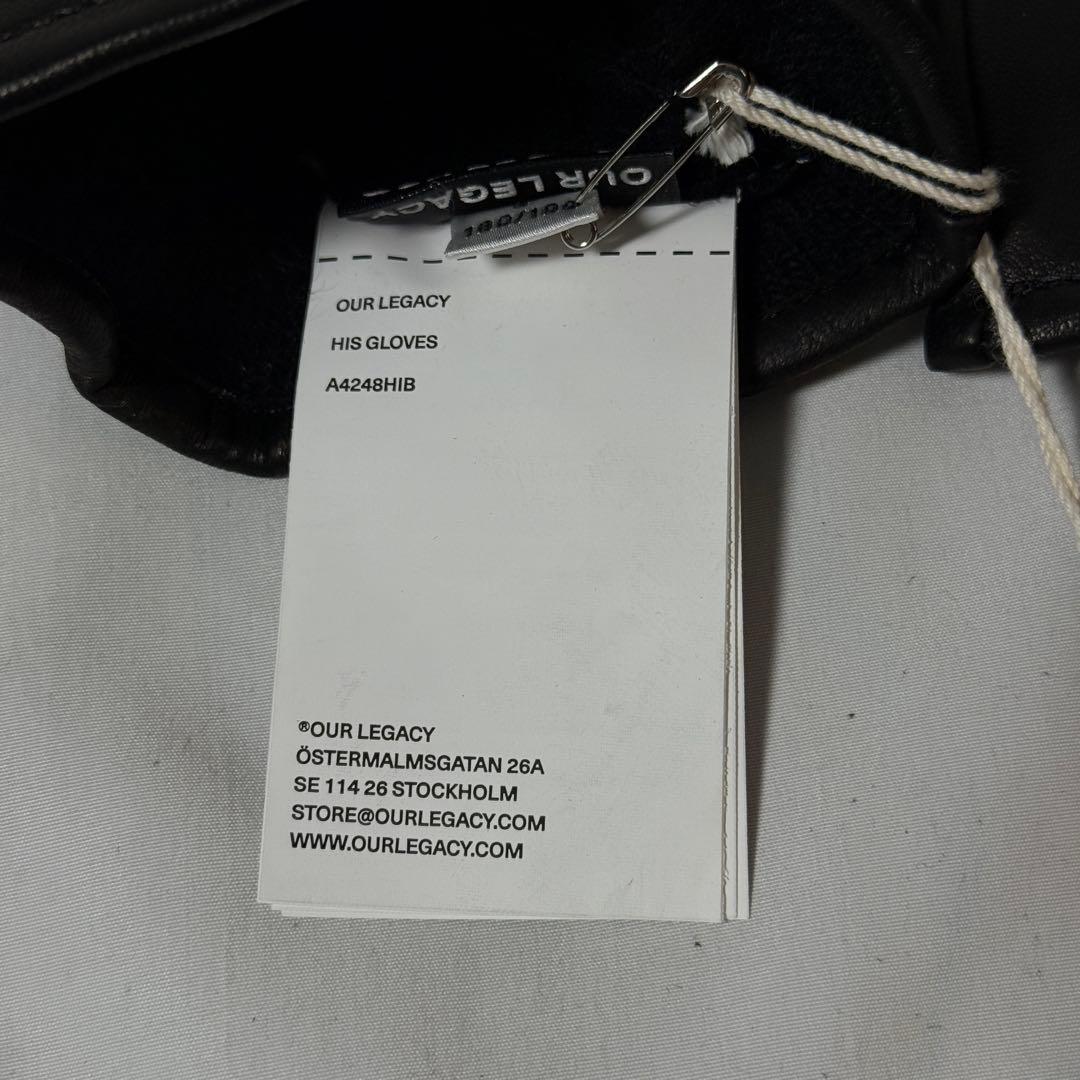 OUR LEGACY
OUR LEGACY
HIS GLOVES
A4248HIB
®OUR LEGACY
ÖSTERMALMSGATAN 26A
SE 114 26 STOCKHOLM
STORE@OURLEGACY.COM
WWW.OURLEGACY.COM